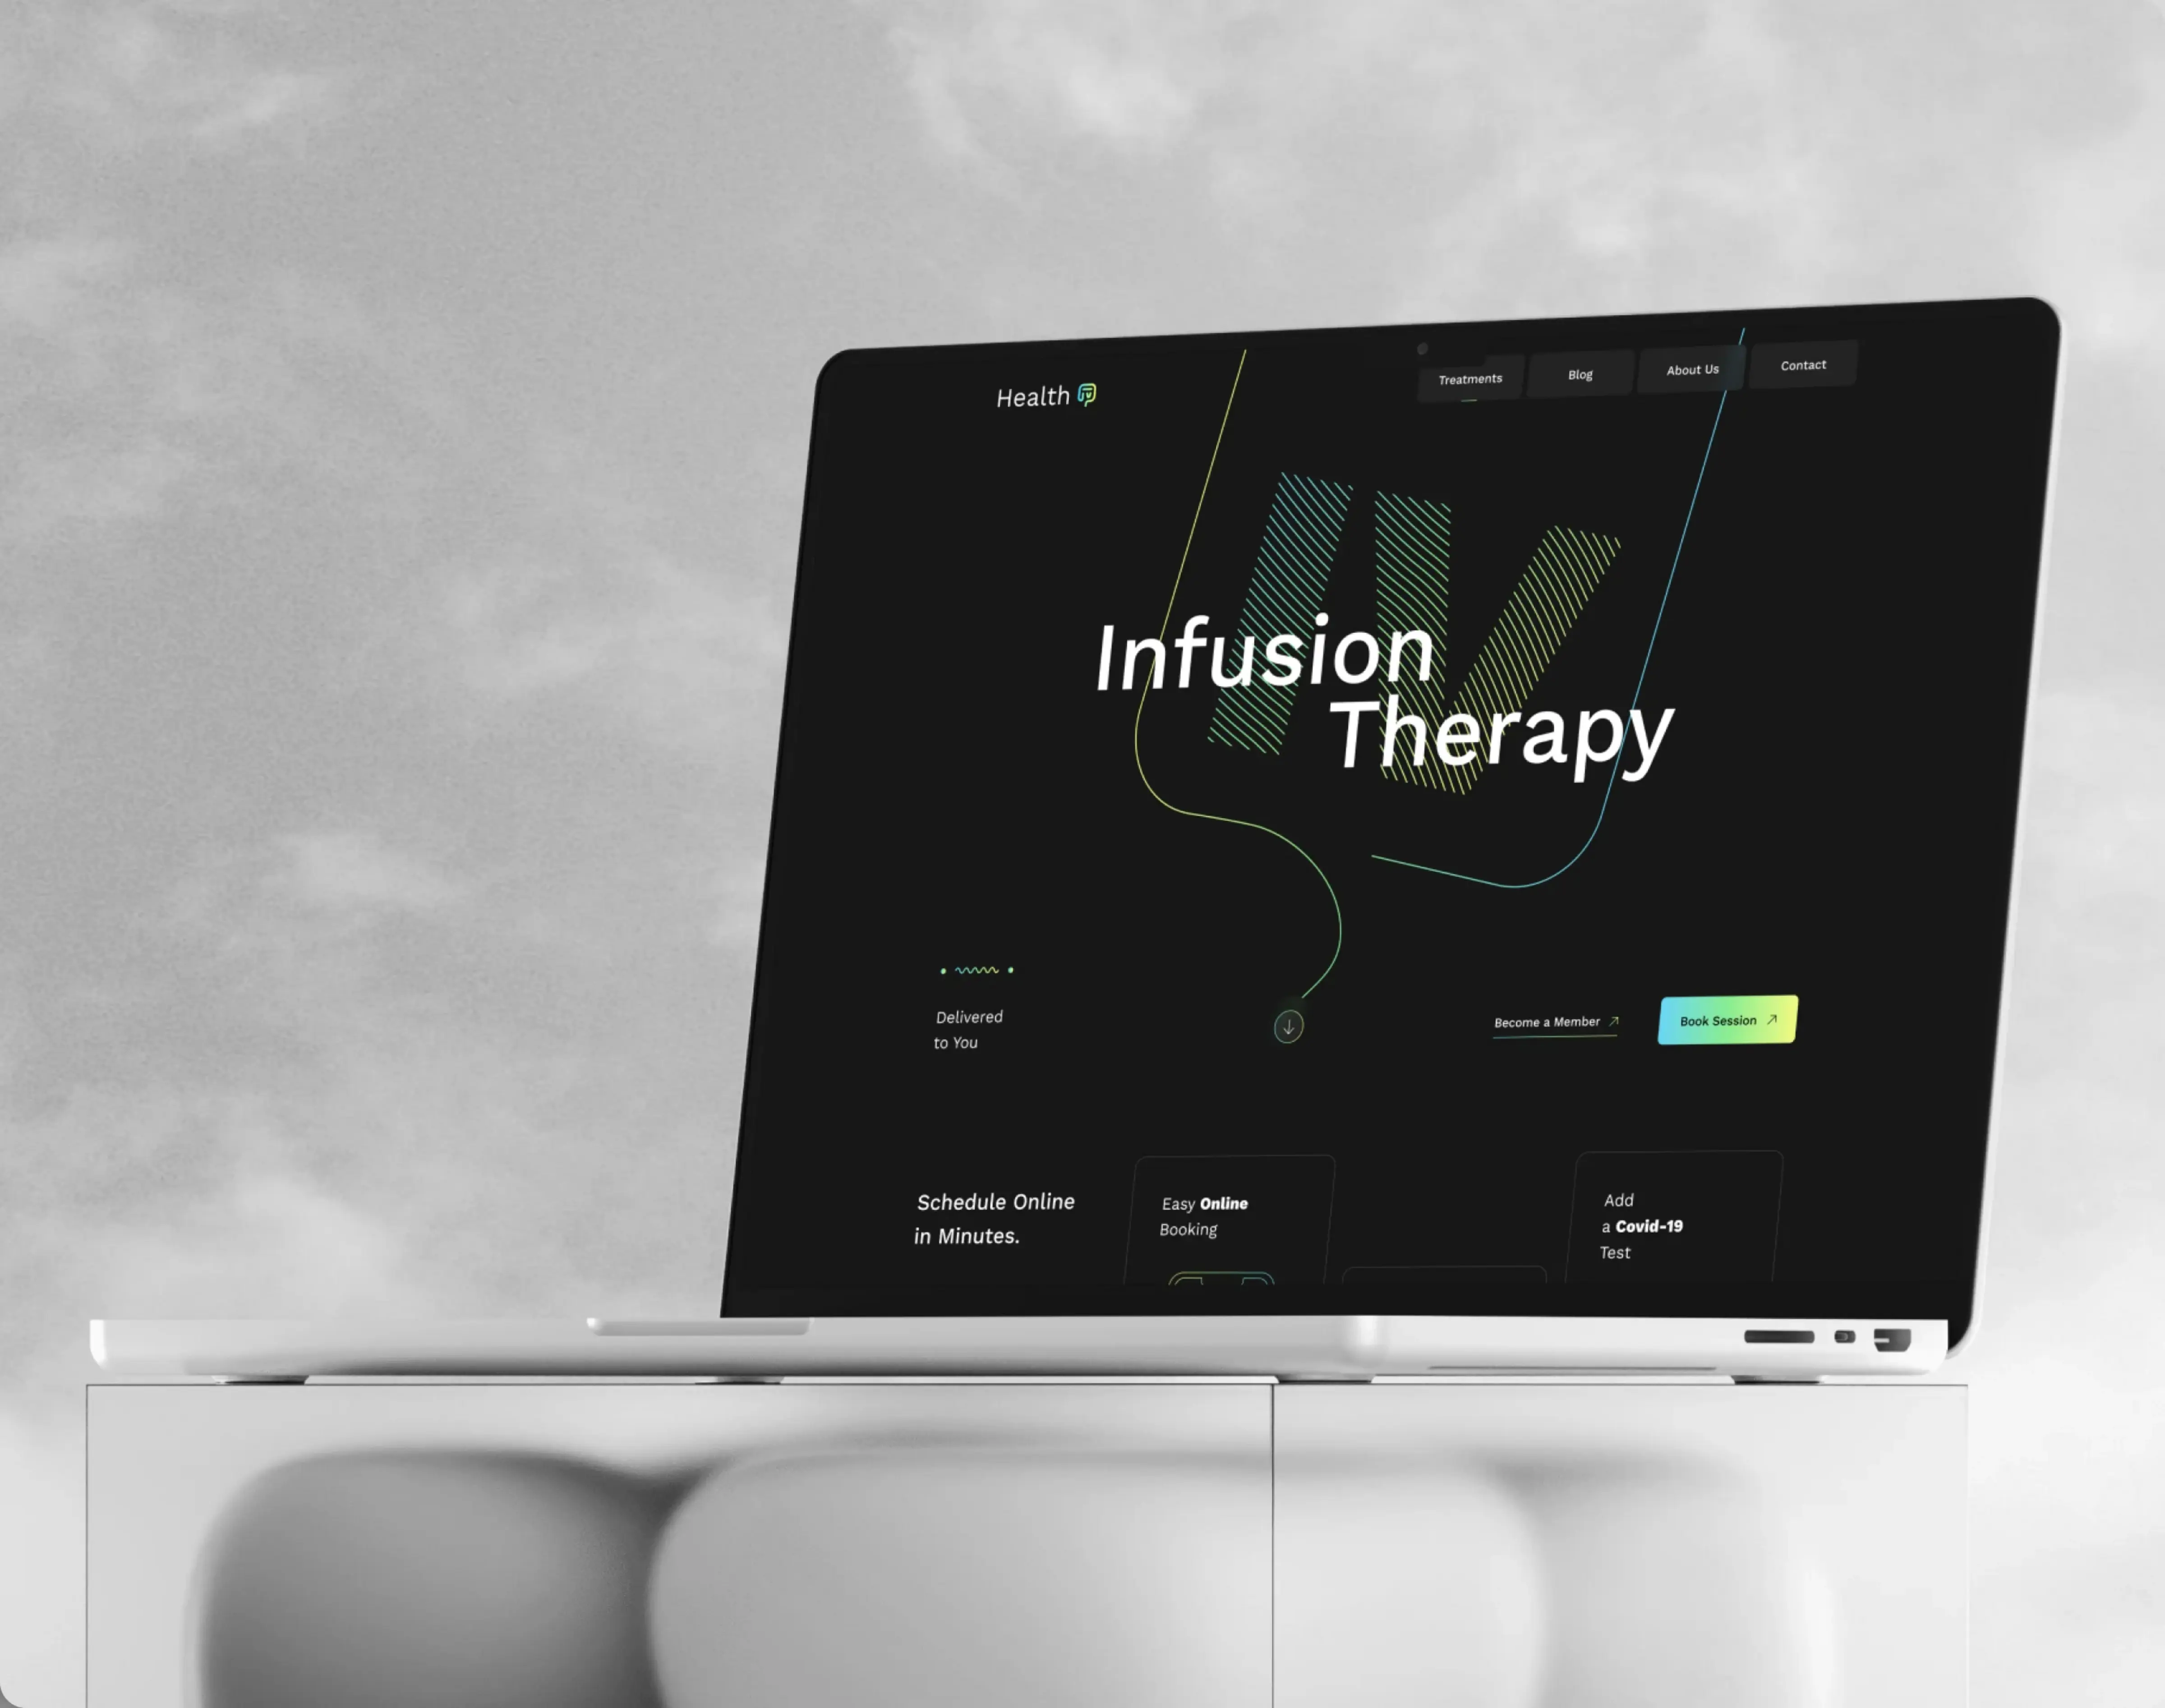 Health
Treatments
Blog
About Us
Contact
IV
Infusion
Therapy
Delivered
to You
Become a Member
Book Session
Schedule Online
in Minutes.
Easy Online
Booking
Add
a Covid-19
Test